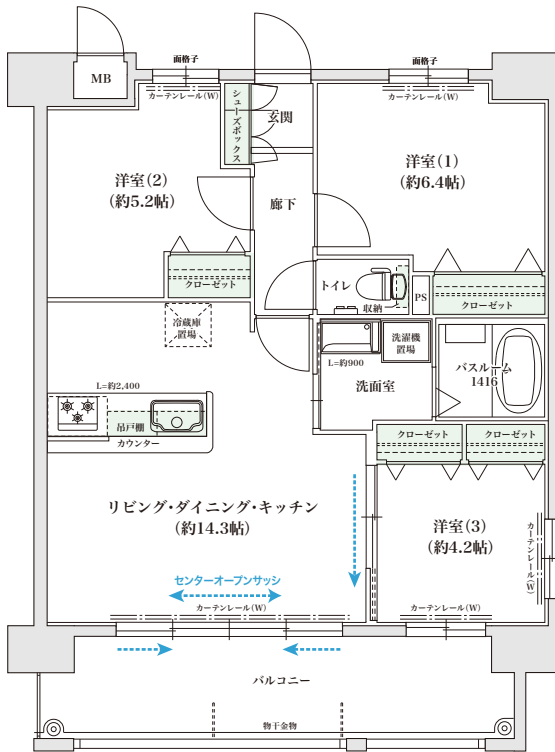 MB
面格子
カーテンレール(W)
シューズボックス
玄関
面格子
カーテンレール(W)
洋室(2)
(約5.2帖)
洋室(1)
(約6.4帖)
廊下
クローゼット
トイレ
収納
PS
クローゼット
冷蔵庫
置場
L=約900
洗濯機
置場
洗面室
バスルーム
1416
L=約2,400
吊戸棚
カウンター
クローゼット
クローゼット
リビング・ダイニング・キッチン
(約14.3帖)
洋室(3)
(約4.2帖)
カーテンレール(W)
センターオープンサッシ
カーテンレール(W)
カーテンレール(W)
バルコニー
物干金物